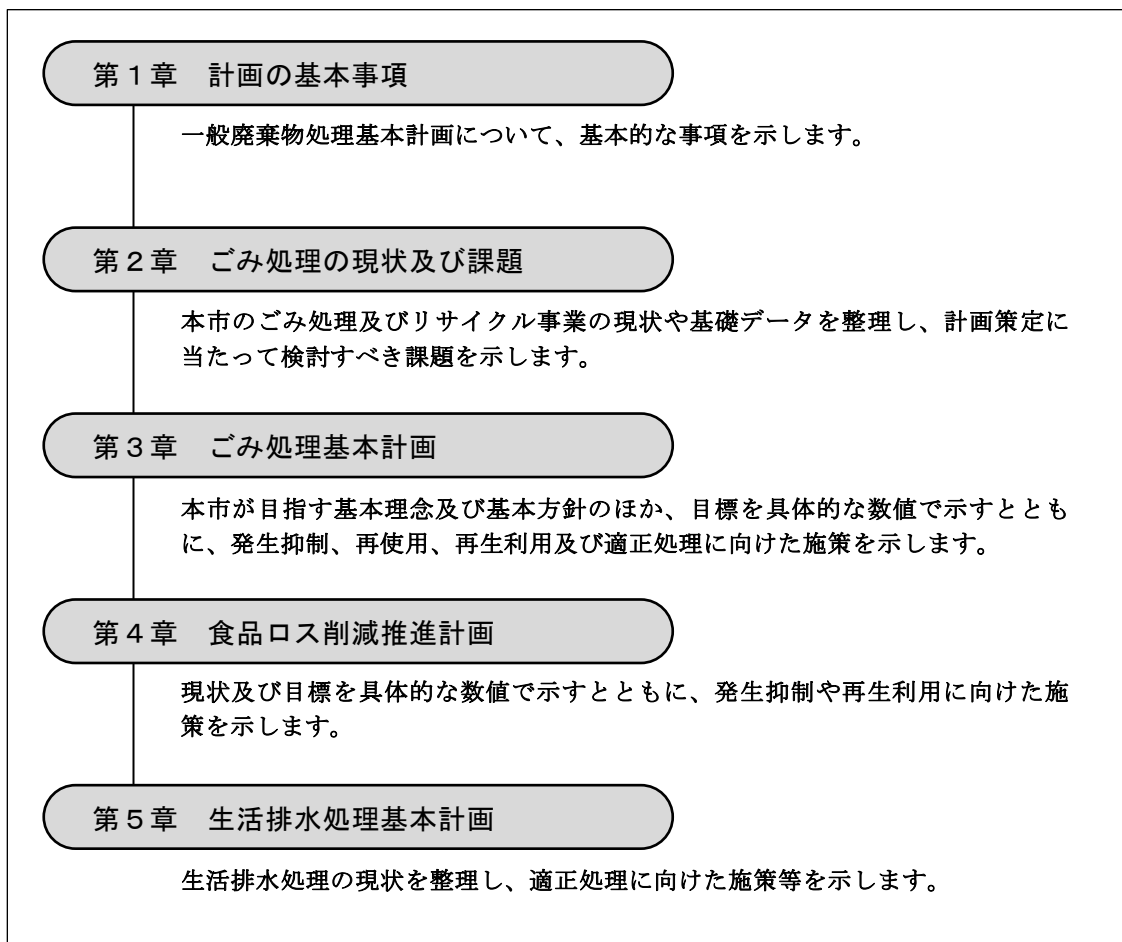 第1章　計画の基本事項
一般廃棄物処理基本計画について、基本的な事項を示します。
第2章　ごみ処理の現状及び課題
本市のごみ処理及びリサイクル事業の現状や基礎データを整理し、計画策定に
当たって検討すべき課題を示します。
第3章　ごみ処理基本計画
本市が目指す基本理念及び基本方針のほか、目標を具体的な数値で示すととも
に、発生抑制、再使用、再生利用及び適正処理に向けた施策を示します。
第4章　食品ロス削減推進計画
現状及び目標を具体的な数値で示すとともに、発生抑制や再生利用に向けた施
策を示します。
第5章　生活排水処理基本計画
生活排水処理の現状を整理し、適正処理に向けた施策等を示します。